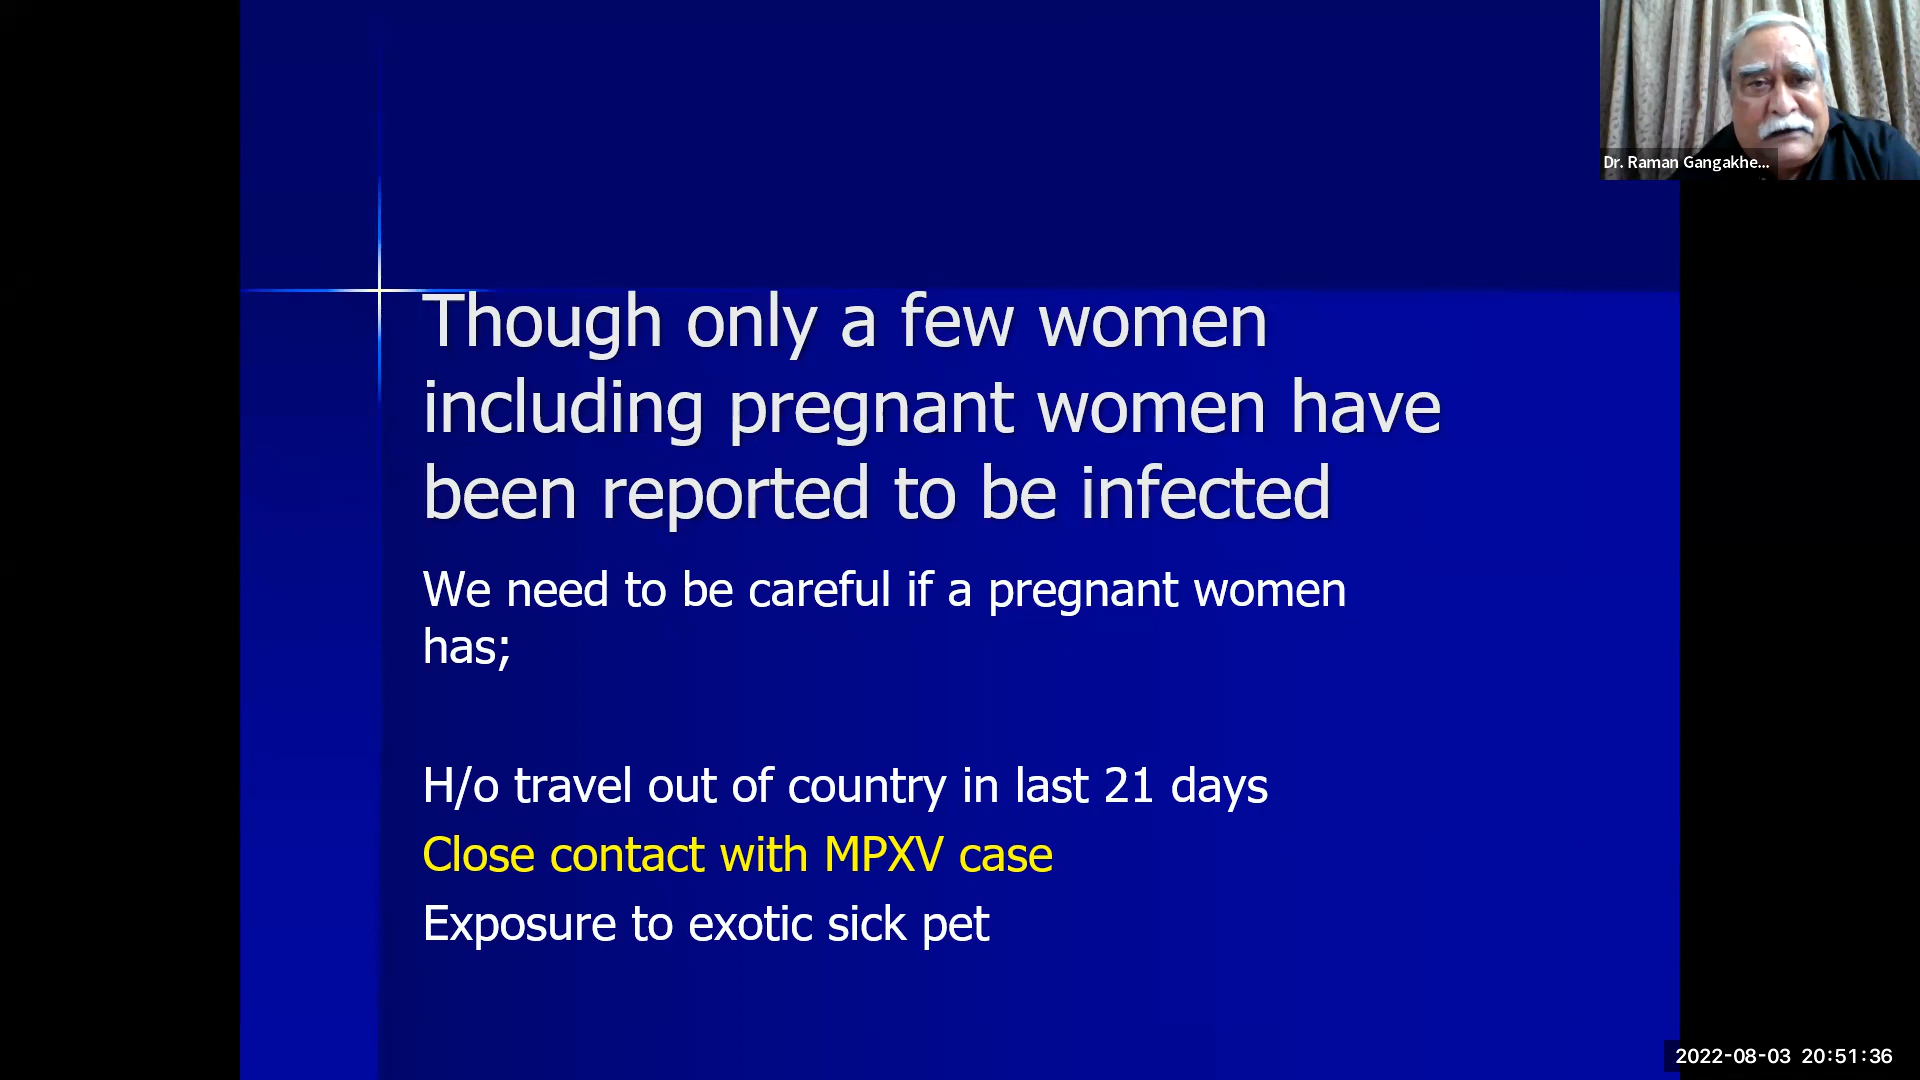 Dr. Raman Gangakhe...
Though only a few women
including pregnant women have
been reported to be infected
We need to be careful if a pregnant women
has;
H/o travel out of country in last 21 days
Close contact with MPXV case
Exposure to exotic sick pet
2022-08-03 20:51:36